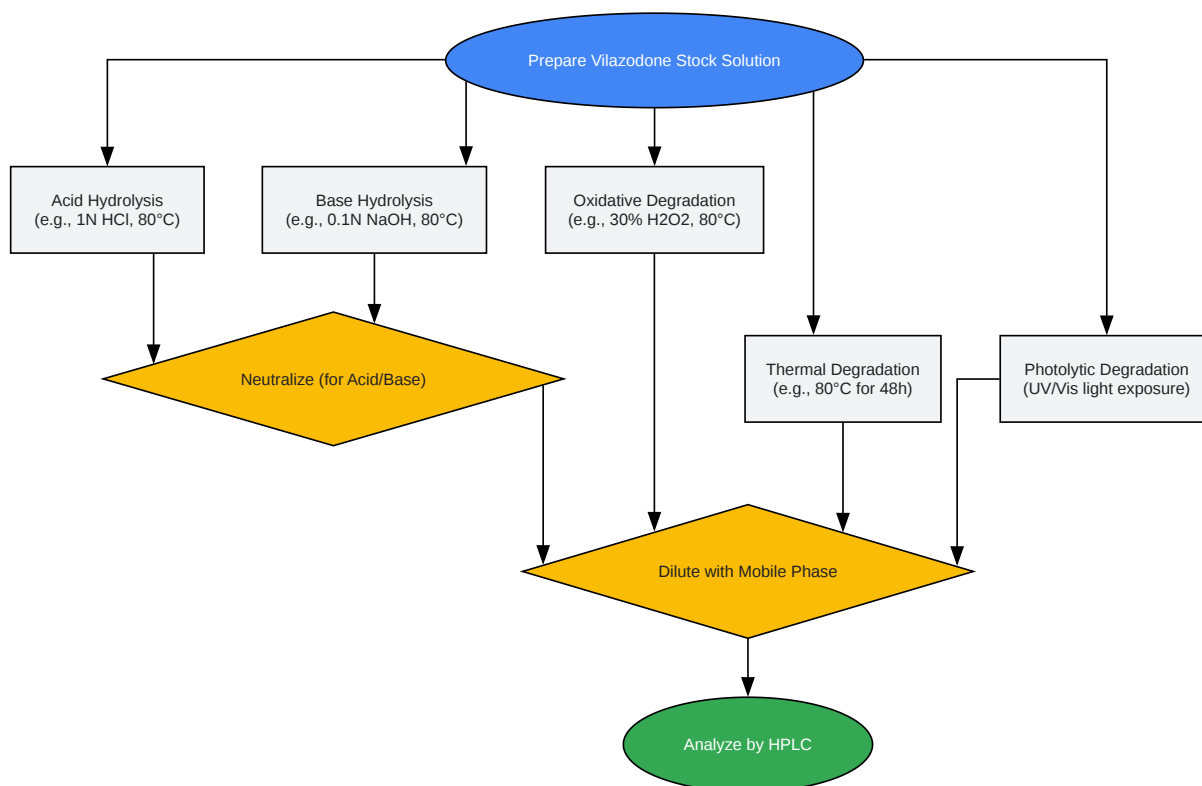 Prepare Vilazodone Stock Solution
Acid Hydrolysis
(e.g., 1N HCl, 80°C)
Base Hydrolysis
(e.g., 0.1N NaOH, 80°C)
Oxidative Degradation
(e.g., 30% H2O2, 80°C)
Neutralize (for Acid/Base)
Thermal Degradation
(e.g., 80°C for 48h)
Photolytic Degradation
(UV/Vis light exposure)
Dilute with Mobile Phase
Analyze by HPLC